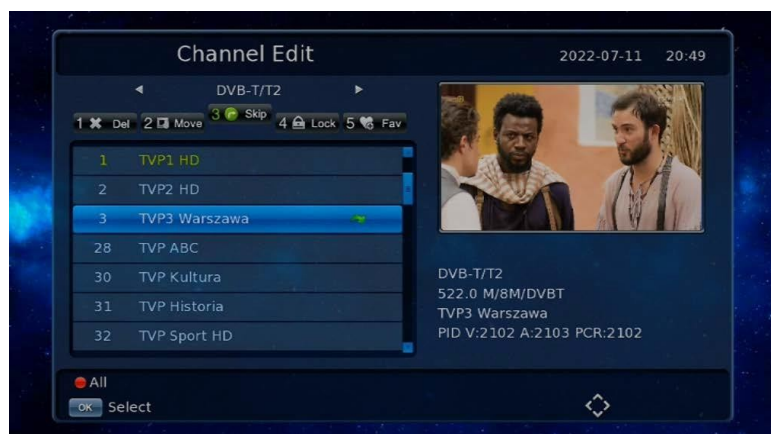 Channel Edit 2022-07-11 20:49
DVB-T/T2
1 Del 2 Move 3 Skip 4 Lock 5 Fav
1 TVP1 HD
2 TVP2 HD
3 TVP3 Warszawa
28 TVP ABC
30 TVP Kultura
31 TVP Historia
32 TVP Sport HD
DVB-T/T2
522.0 M/8M/DVBT
TVP3 Warszawa
PID V:2102 A:2103 PCR:2102
All
OK Select